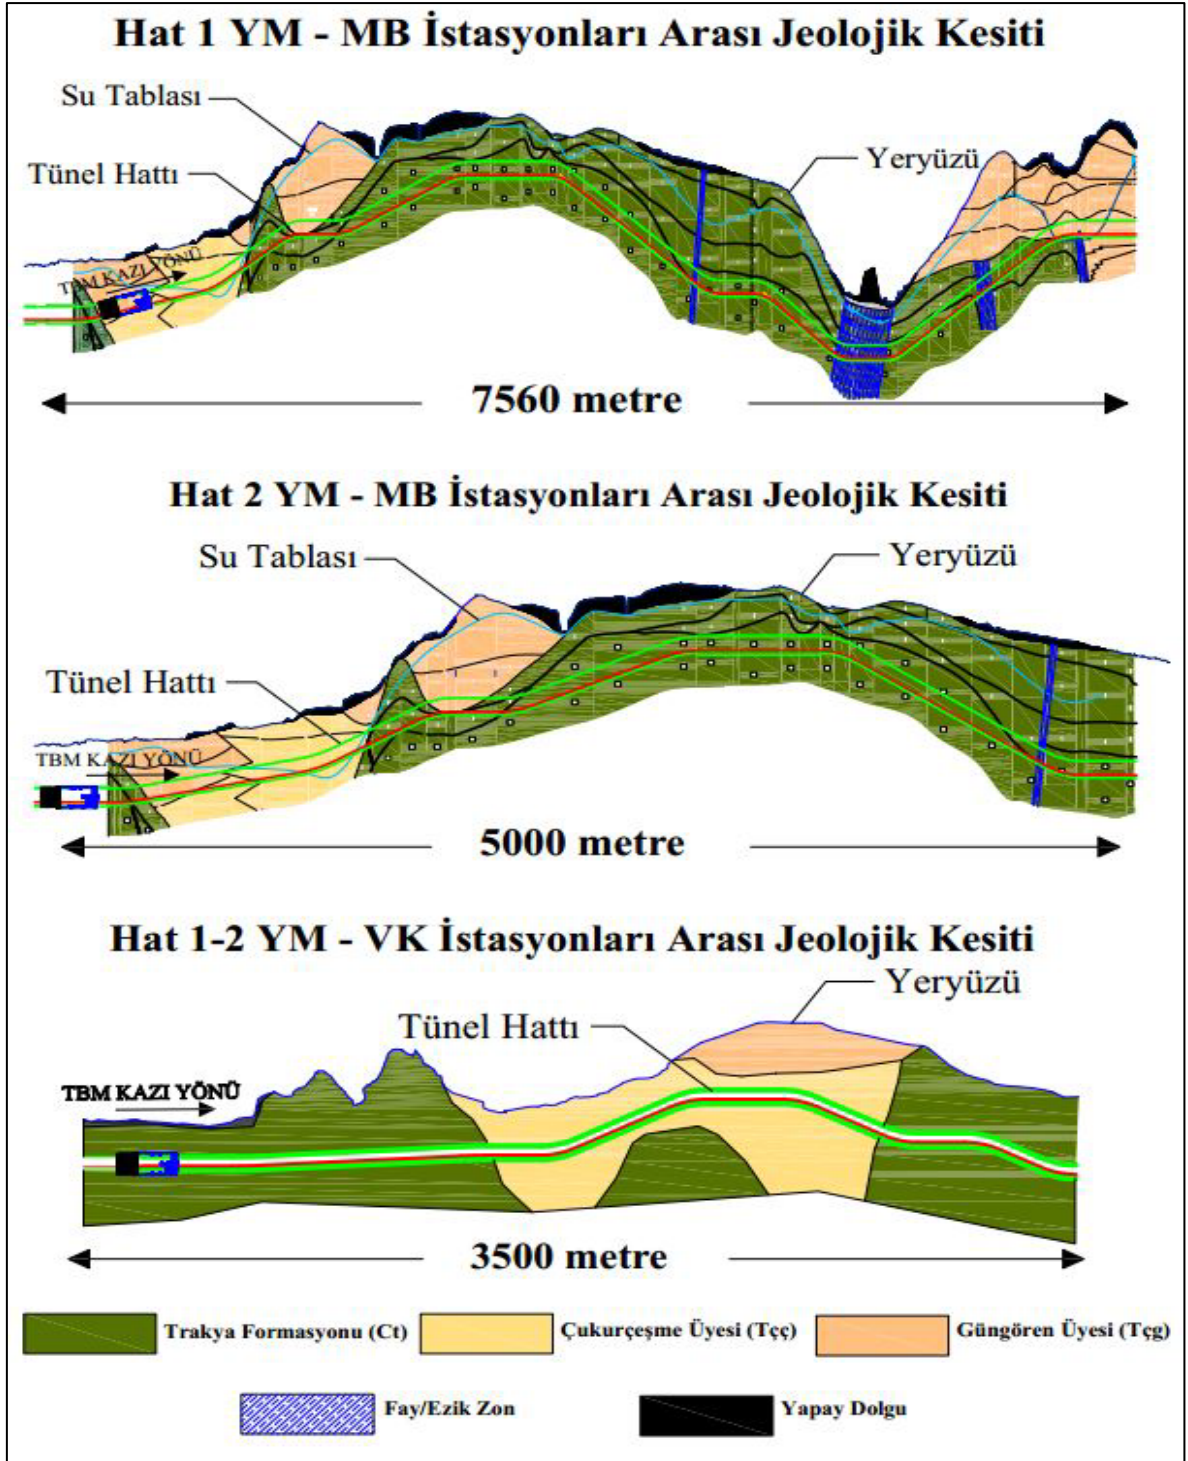 Hat 1 YM - MB İstasyonları Arası Jeolojik Kesiti
Su Tablası
Tünel Hattı
Yeryüzü
TBM KAZI YÖNÜ
7560 metre
Hat 2 YM - MB İstasyonları Arası Jeolojik Kesiti
Su Tablası
Yeryüzü
Tünel Hattı
TBM KAZI YÖNÜ
5000 metre
Hat 1-2 YM - VK İstasyonları Arası Jeolojik Kesiti
Yeryüzü
Tünel Hattı
TBM KAZI YÖNÜ
3500 metre
Trakya Formasyonu (Ct)
Çukurçeşme Üyesi (Tçç)
Güngören Üyesi (Tçg)
Fay/Ezik Zon
Yapay Dolgu